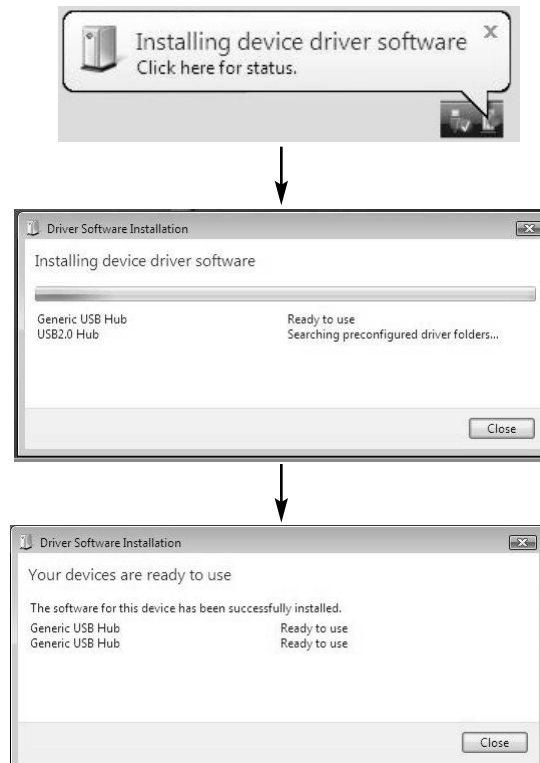 Installing device driver software
Click here for status.
Driver Software Installation
Installing device driver software
Generic USB Hub Ready to use
USB2.0 Hub Searching preconfigured driver folders...
Close
Driver Software Installation
Your devices are ready to use
The software for this device has been successfully installed.
Generic USB Hub Ready to use
Generic USB Hub Ready to use
Close